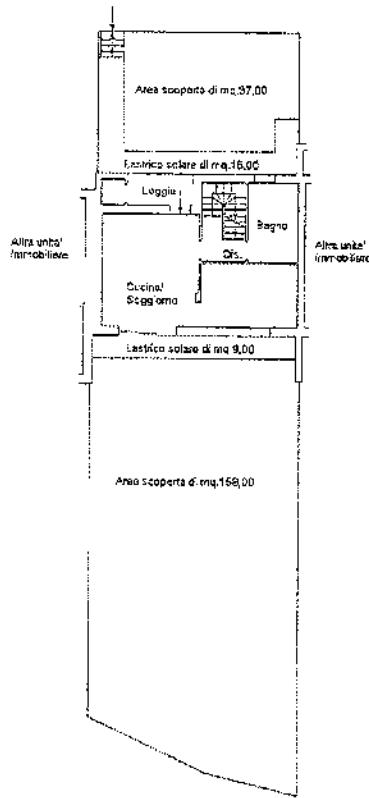 Area scoperta di mq.37,00
Lastrico solare di mq.16,00
Loggia
Bagno
Altra unita'
immobiliare
Altra unita'
immobiliare
Dis.
Cucina/
Soggiorno
Lastrico solare di mq.9,00
Area scoperta di mq.158,00